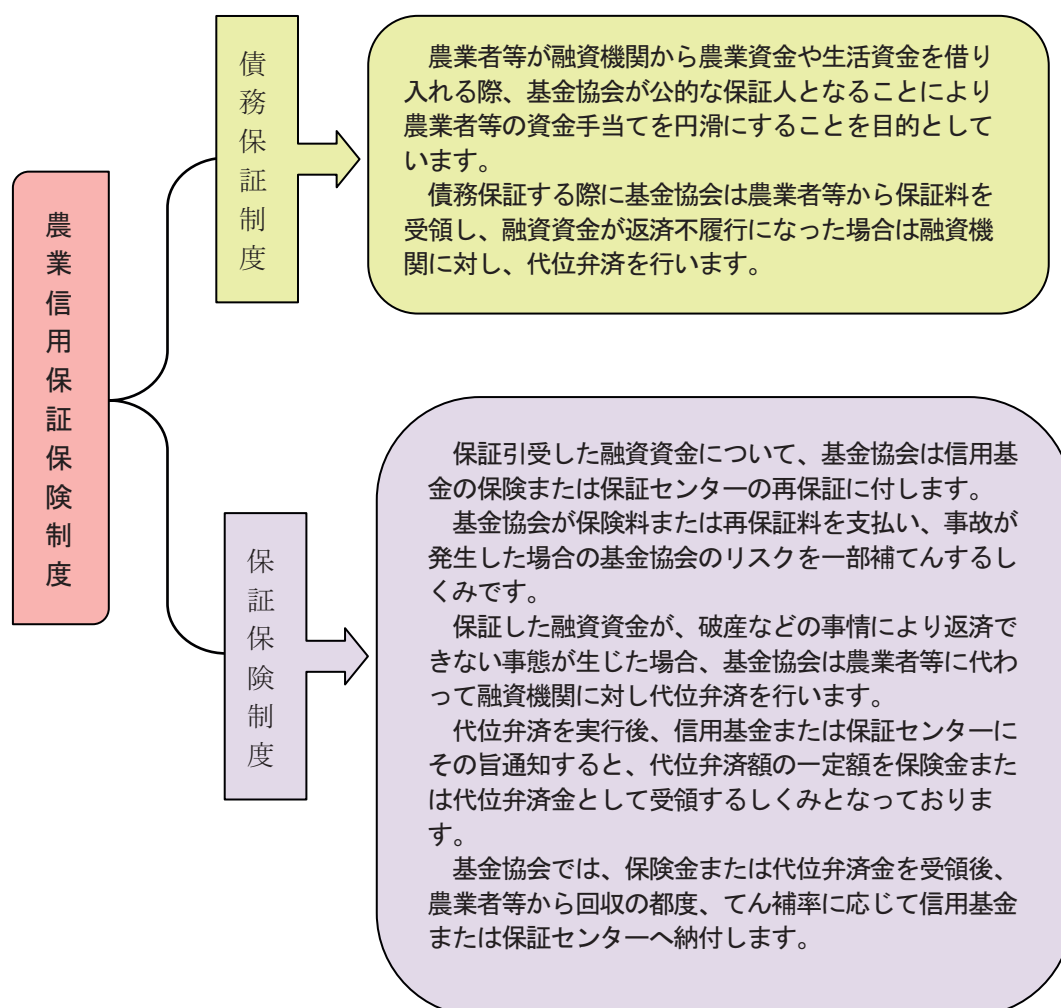 農業信用保証保険制度
債務保証制度
農業者等が融資機関から農業資金や生活資金を借り
入れる際、基金協会が公的な保証人となることにより
農業者等の資金手当てを円滑にすることを目的として
います。
債務保証する際に基金協会は農業者等から保証料を
受領し、融資資金が返済不履行になった場合は融資機
関に対し、代位弁済を行います。
保証保険制度
保証引受した融資資金について、基金協会は信用基
金の保険または保証センターの再保証に付します。
基金協会が保険料または再保証料を支払い、事故が
発生した場合の基金協会のリスクを一部補てんするし
くみです。
保証した融資資金が、破産などの事情により返済で
きない事態が生じた場合、基金協会は農業者等に代わ
って融資機関に対し代位弁済を行います。
代位弁済を実行後、信用基金または保証センターに
その旨通知すると、代位弁済額の一定額を保険金また
は代位弁済金として受領するしくみとなっておりま
す。
基金協会では、保険金または代位弁済金を受領後、
農業者等から回収の都度、てん補率に応じて信用基金
または保証センターへ納付します。